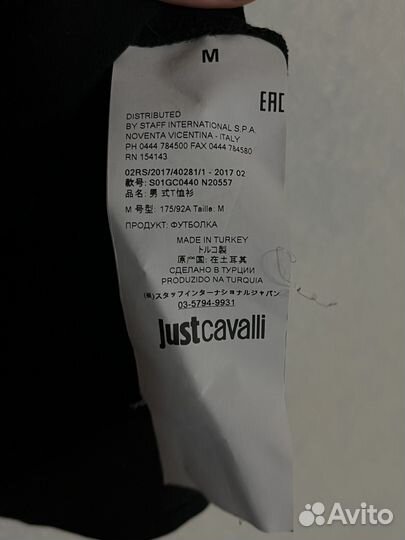 M
EAC
DISTRIBUTED
BY STAFF INTERNATIONAL S.P.A.
NOVENTA VICENTINA - ITALY
PH 0444 784500 FAX 0444 784580
RN 154143
02RS/2017/40281/1 - 2017 02
款号: S01GC0440 N20557
品名: 男 式T恤衫
M 号型: 175/92A Taille: M
ПРОДУКТ: ФУТБОЛКА
MADE IN TURKEY
トルコ製
原产国: 在土耳其
СДЕЛАНО В ТУРЦИИ
PRODUZIDO NA TURQUIA
(株)スタッフインターナショナルジャパン
03-5794-9931
justcavalli
Avito